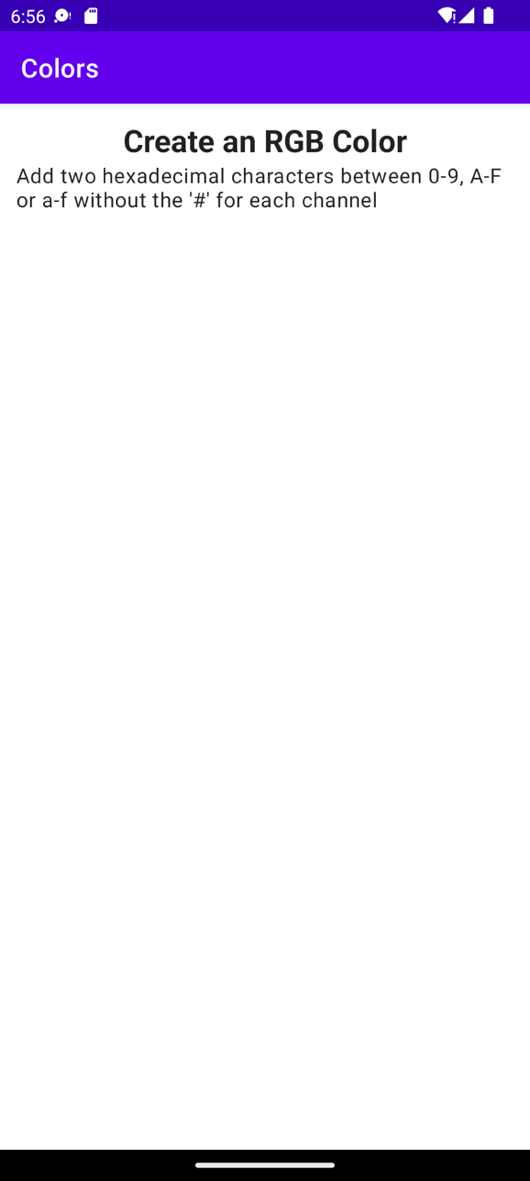 6:56
Colors
Create an RGB Color
Add two hexadecimal characters between 0-9, A-F
or a-f without the '#' for each channel